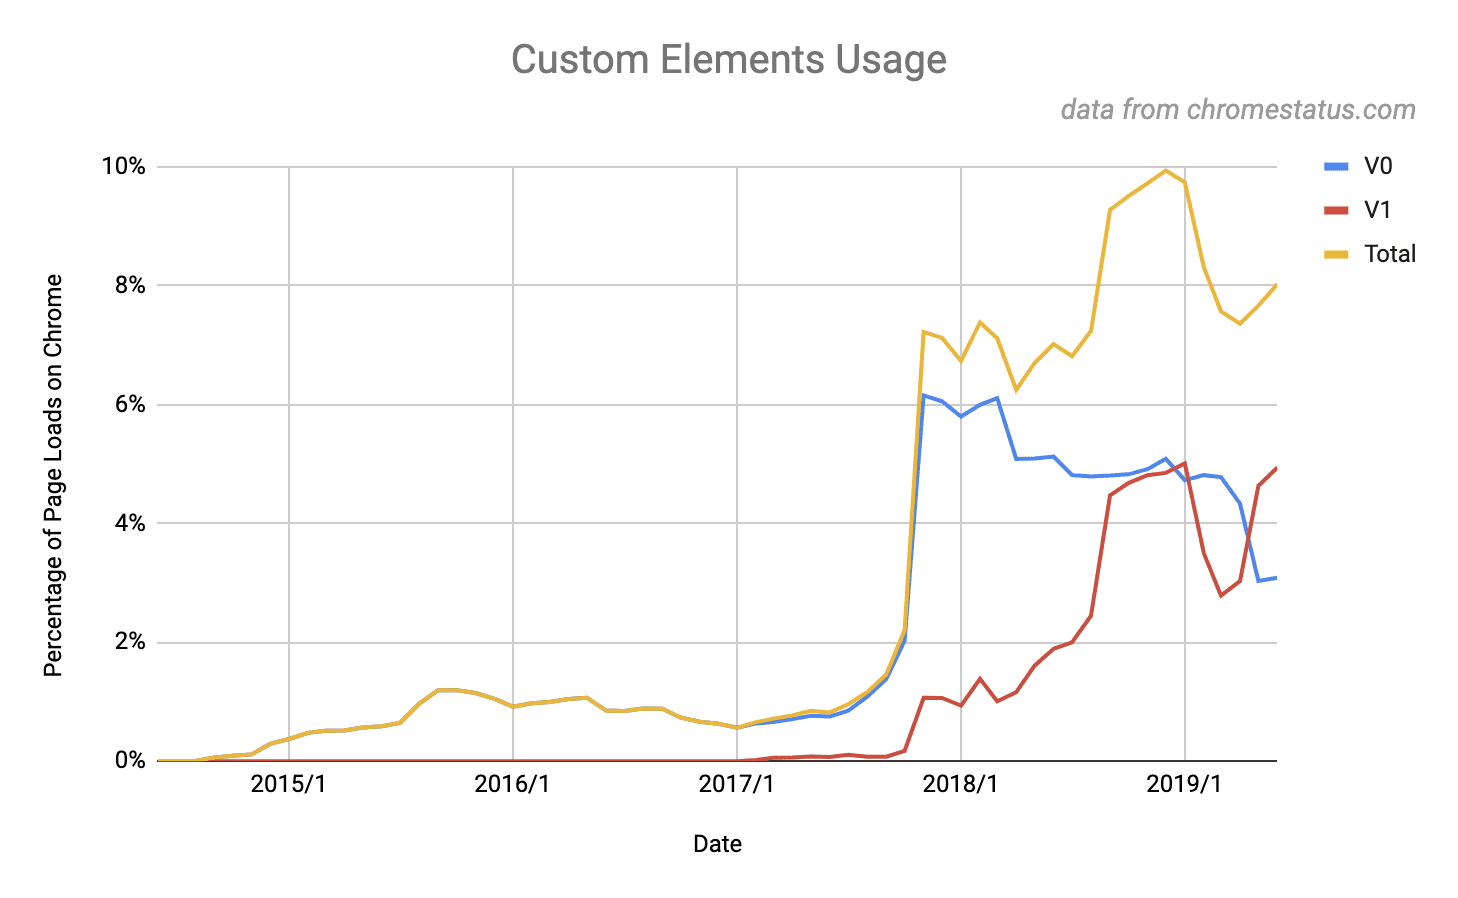 Custom Elements Usage
data from chromestatus.com
Percentage of Page Loads on Chrome
10%
8%
6%
4%
2%
0%
V0
V1
Total
2015/1
2016/1
2017/1
2018/1
2019/1
Date